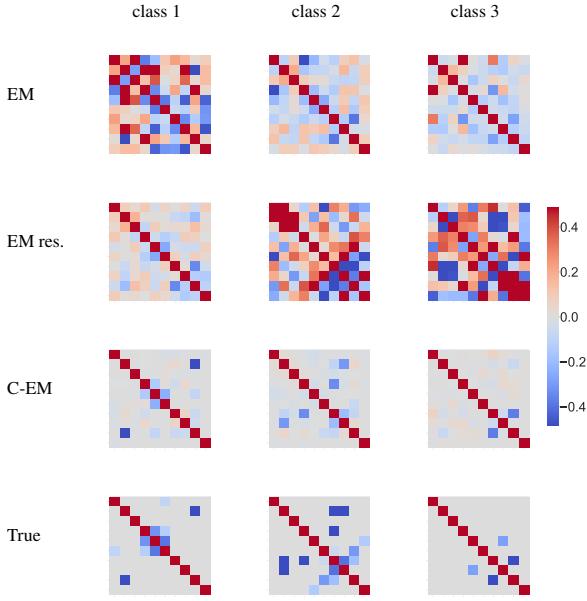 class 1 class 2 class 3
EM
EM res.
0.4
0.2
0.0
−0.2
−0.4
C-EM
True